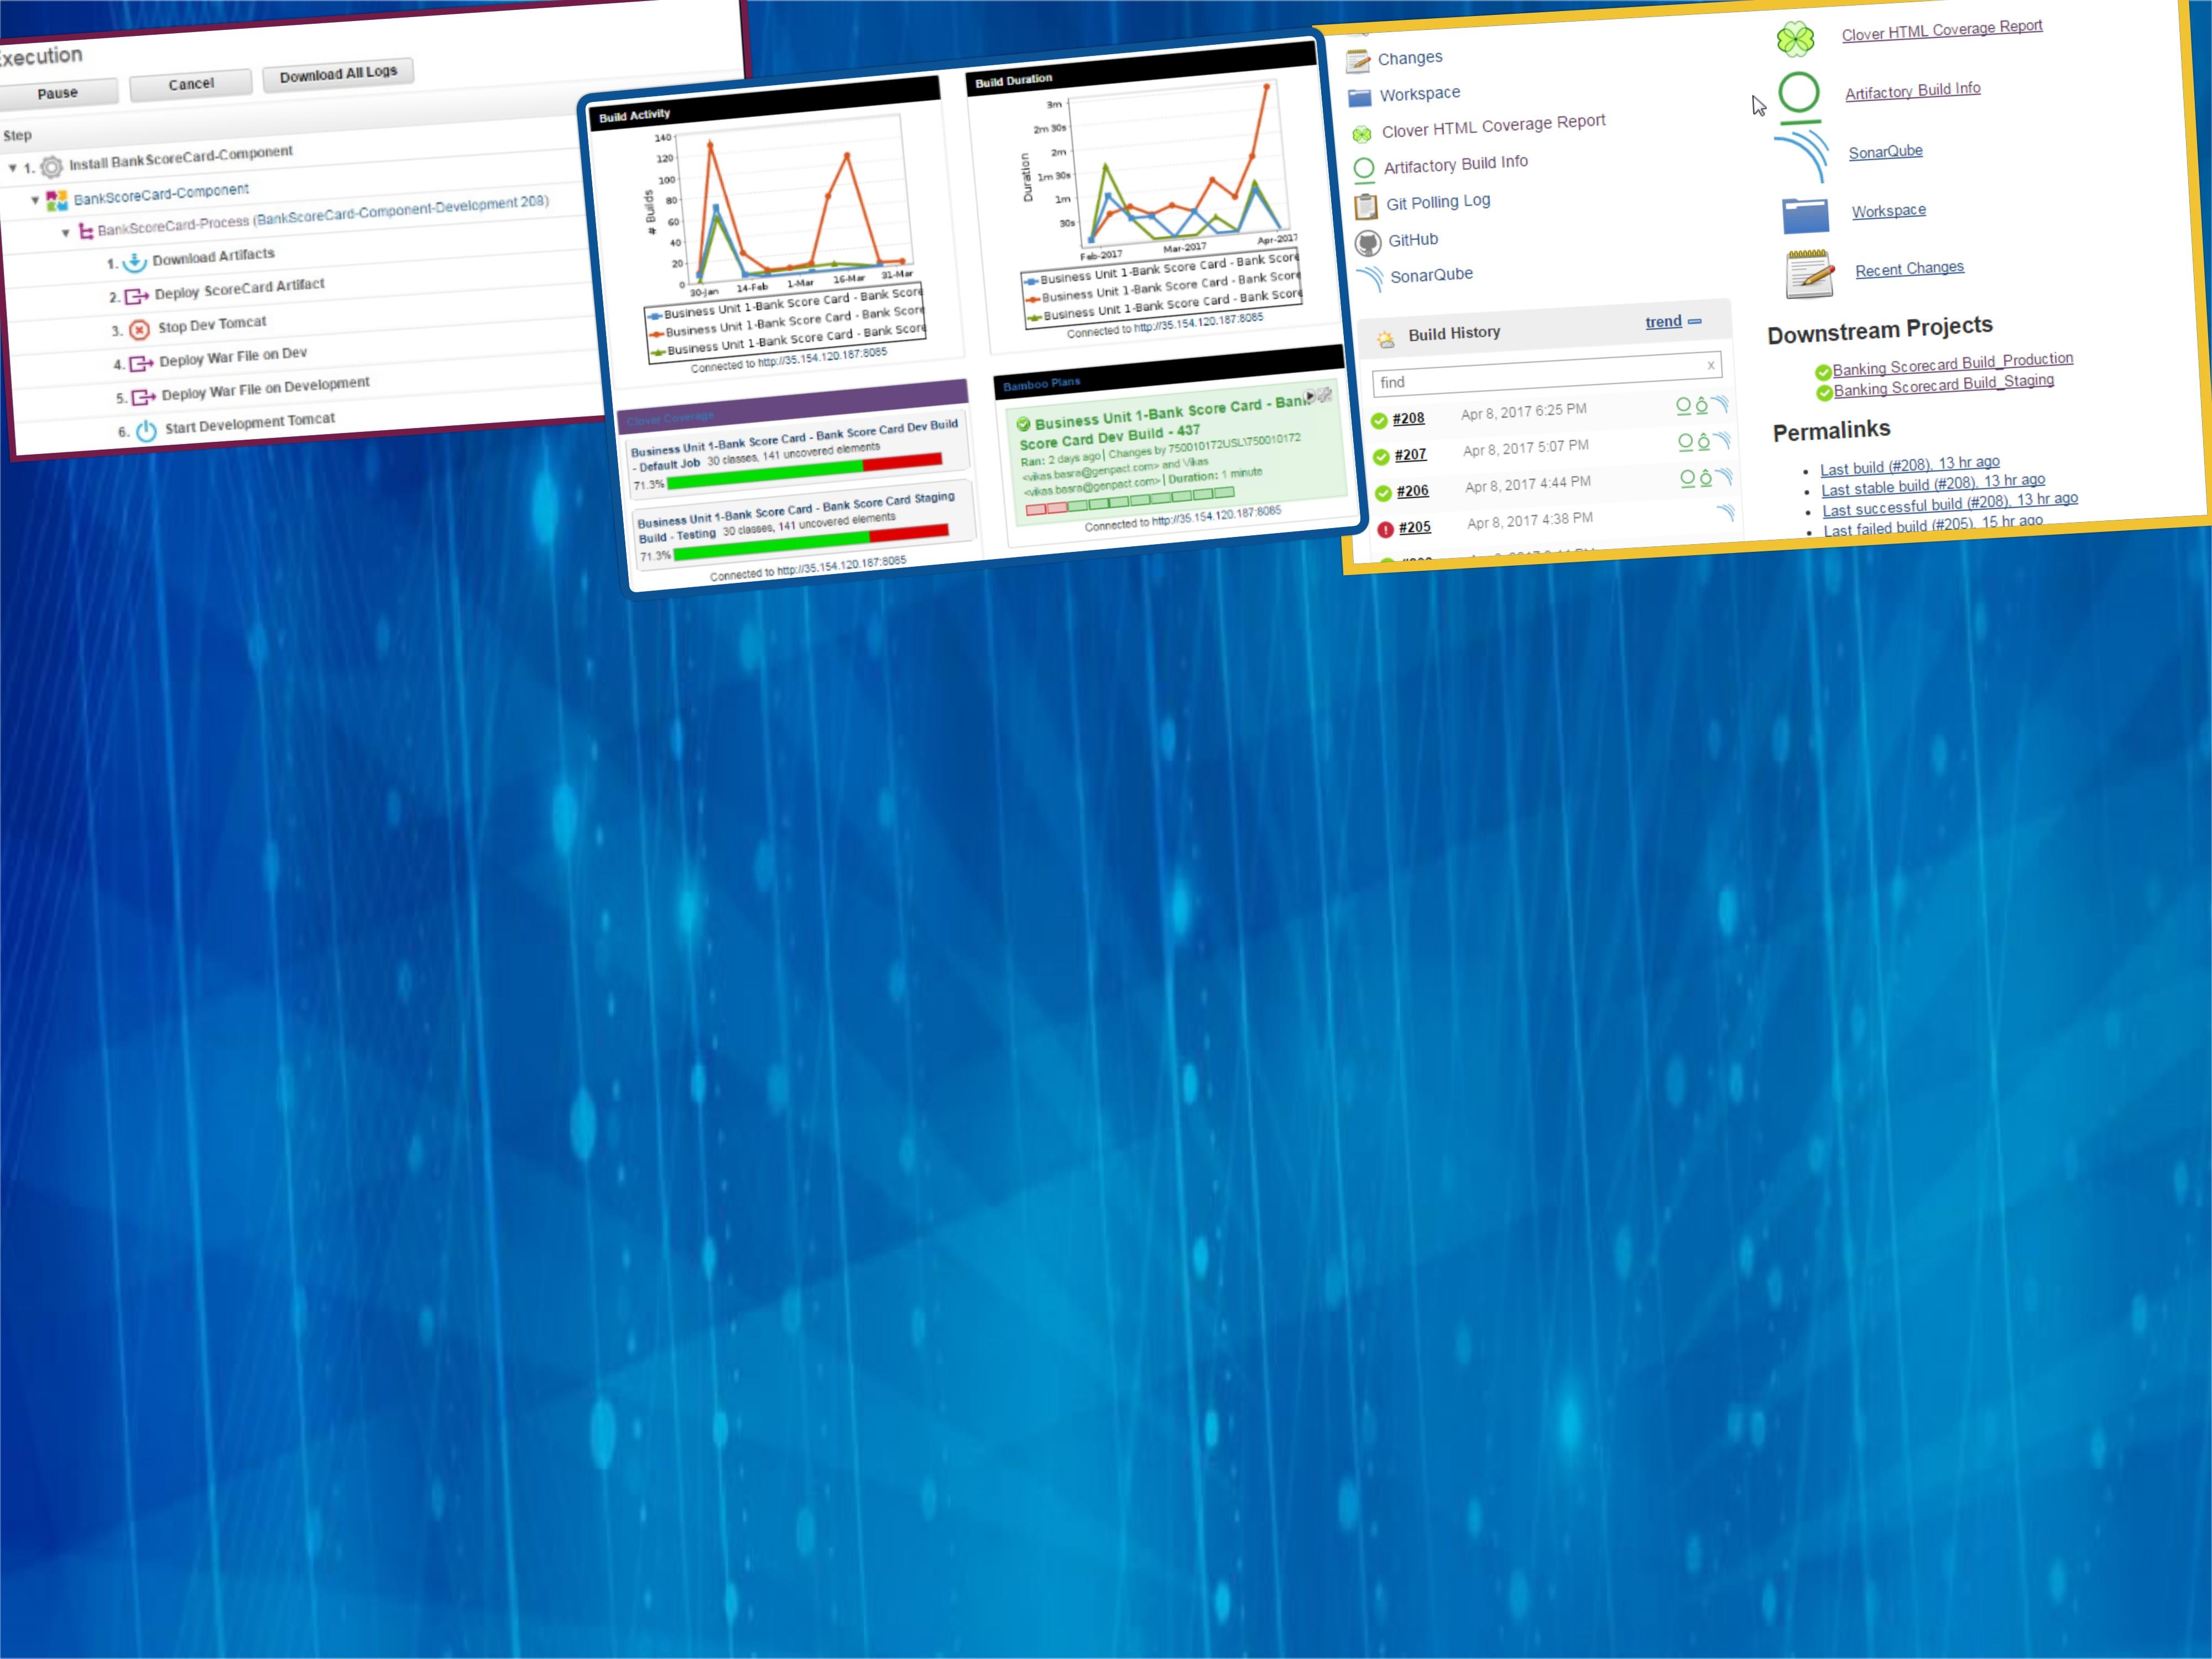 Execution
Pause
Cancel
Download All Logs
Step
1. Install BankScoreCard-Component
BankScoreCard-Component
BankScoreCard-Process (BankScoreCard-Component-Development 208)
1. Download Artifacts
2. Deploy ScoreCard Artifact
3. Stop Dev Tomcat
4. Deploy War File on Dev
5. Deploy War File on Development
6. Start Development Tomcat
Build Activity
# Builds
140
120
100
80
60
40
20
0
30-Jan 14-Feb 1-Mar 16-Mar 31-Mar
Business Unit 1-Bank Score Card - Bank Score
Business Unit 1-Bank Score Card - Bank Score
Business Unit 1-Bank Score Card - Bank Score
Connected to http://35.154.120.187:8085
Build Duration
Duration
3m
2m 30s
2m
1m 30s
1m
30s
Feb-2017 Mar-2017 Apr-2017
Business Unit 1-Bank Score Card - Bank Score
Business Unit 1-Bank Score Card - Bank Score
Business Unit 1-Bank Score Card - Bank Score
Connected to http://35.154.120.187:8085
Clover Coverage
Business Unit 1-Bank Score Card - Bank Score Card Dev Build
- Default Job 30 classes, 141 uncovered elements
71.3%
Business Unit 1-Bank Score Card - Bank Score Card Staging
Build - Testing 30 classes, 141 uncovered elements
71.3%
Connected to http://35.154.120.187:8085
Bamboo Plans
Business Unit 1-Bank Score Card - Bank
Score Card Dev Build - 437
Ran: 2 days ago | Changes by 750010172USL\750010172
<vikas.basra@genpact.com> and Vikas
<vikas.basra@genpact.com> | Duration: 1 minute
Connected to http://35.154.120.187:8085
Changes
Workspace
Clover HTML Coverage Report
Artifactory Build Info
Git Polling Log
GitHub
SonarQube
Build History
trend
find
x
#208 Apr 8, 2017 6:25 PM
#207 Apr 8, 2017 5:07 PM
#206 Apr 8, 2017 4:44 PM
#205 Apr 8, 2017 4:38 PM
Clover HTML Coverage Report
Artifactory Build Info
SonarQube
Workspace
Recent Changes
Downstream Projects
Banking Scorecard Build_Production
Banking Scorecard Build_Staging
Permalinks
Last build (#208), 13 hr ago
Last stable build (#208), 13 hr ago
Last successful build (#208), 13 hr ago
Last failed build (#205), 15 hr ago